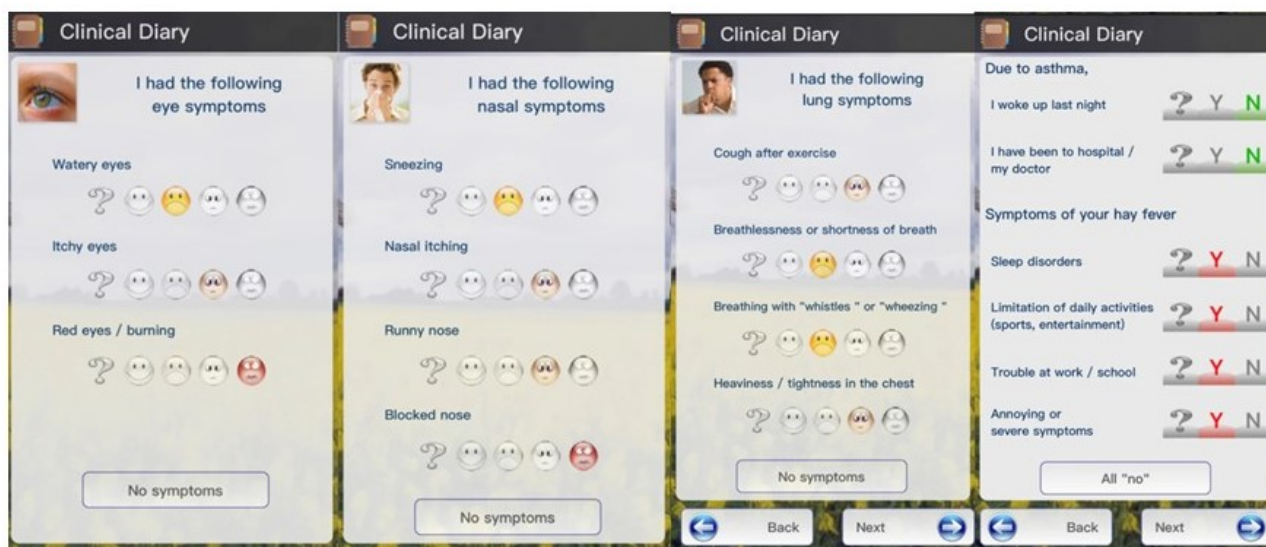 Clinical Diary
I had the following
eye symptoms
Watery eyes
?
Itchy eyes
?
Red eyes / burning
?
No symptoms
Clinical Diary
I had the following
nasal symptoms
Sneezing
?
Nasal itching
?
Runny nose
?
Blocked nose
?
No symptoms
Clinical Diary
I had the following
lung symptoms
Cough after exercise
?
Breathlessness or shortness of breath
?
Breathing with "whistles " or "wheezing "
?
Heaviness / tightness in the chest
?
No symptoms
Back Next
Clinical Diary
Due to asthma,
I woke up last night ? Y N
I have been to hospital /
my doctor ? Y N
Symptoms of your hay fever
Sleep disorders ? Y N
Limitation of daily activities
(sports, entertainment) ? Y N
Trouble at work / school ? Y N
Annoying or
severe symptoms ? Y N
All "no"
Back Next